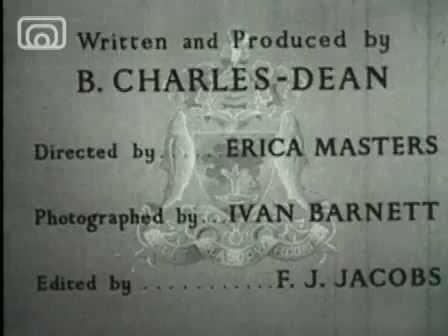 Written and Produced by
B. CHARLES-DEAN
Directed by......ERICA MASTERS
Photographed by...IVAN BARNETT
Edited by ...........F. J. JACOBS